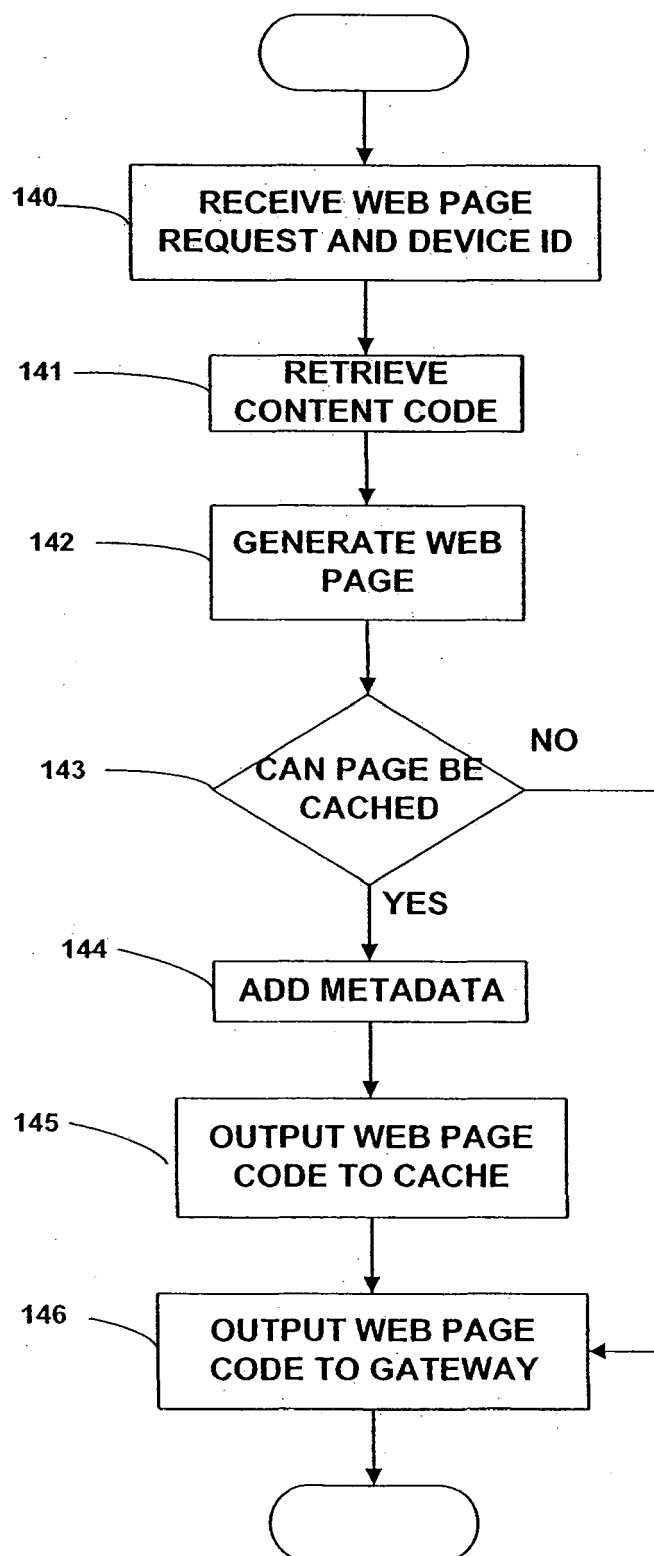 140
RECEIVE WEB PAGE
REQUEST AND DEVICE ID
141
RETRIEVE
CONTENT CODE
142
GENERATE WEB
PAGE
143
CAN PAGE BE
CACHED
NO
YES
144
ADD METADATA
145
OUTPUT WEB PAGE
CODE TO CACHE
146
OUTPUT WEB PAGE
CODE TO GATEWAY